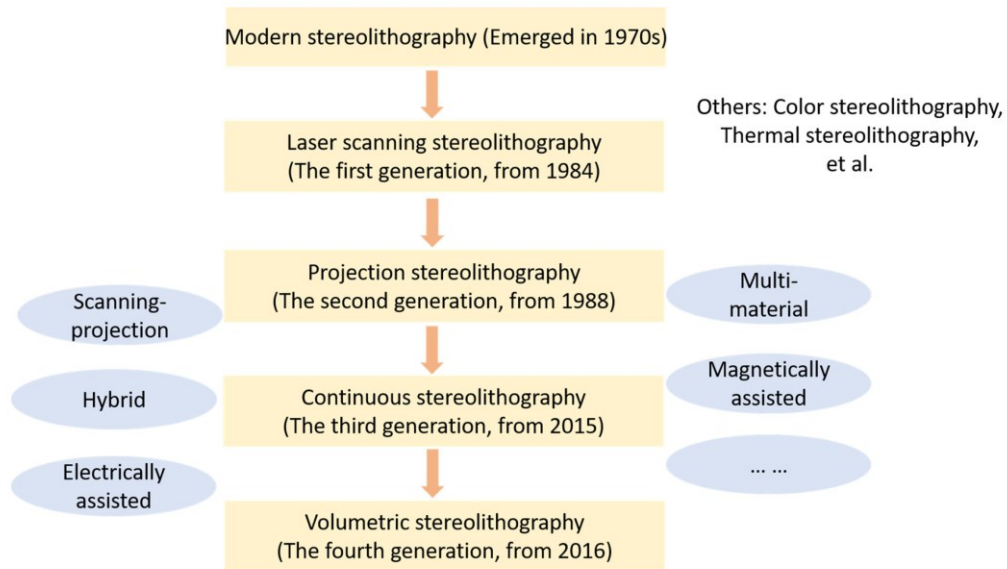 Modern stereolithography (Emerged in 1970s)
Others: Color stereolithography,
Thermal stereolithography,
et al.
Laser scanning stereolithography
(The first generation, from 1984)
Projection stereolithography
(The second generation, from 1988)
Scanning-
projection
Multi-
material
Continuous stereolithography
(The third generation, from 2015)
Hybrid
Magnetically
assisted
Electrically
assisted
... ...
Volumetric stereolithography
(The fourth generation, from 2016)